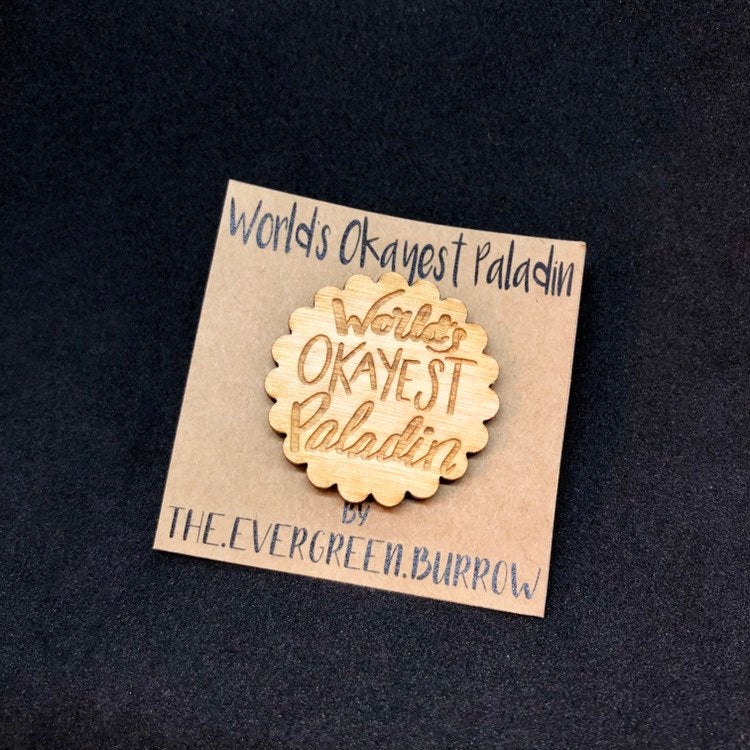 World's Okayest Paladin
World's
OKAYEST
Paladin
BY
THE.EVERGREEN.BURROW